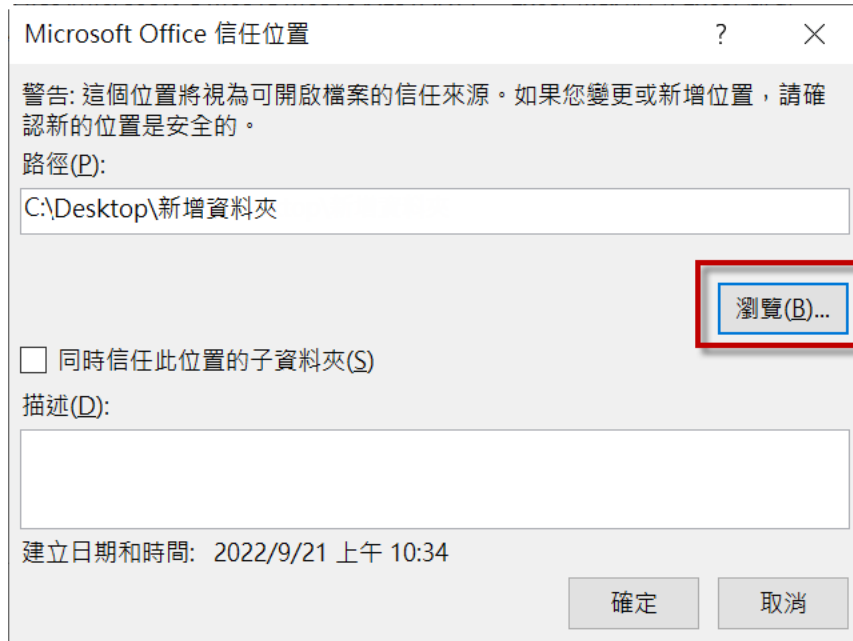 Microsoft Office 信任位置
警告: 這個位置將視為可開啟檔案的信任來源。如果您變更或新增位置，請確
認新的位置是安全的。
路徑(P):
C:\Desktop\新增資料夾
瀏覽(B)...
同時信任此位置的子資料夾(S)
描述(D):
建立日期和時間: 2022/9/21 上午 10:34
確定 取消